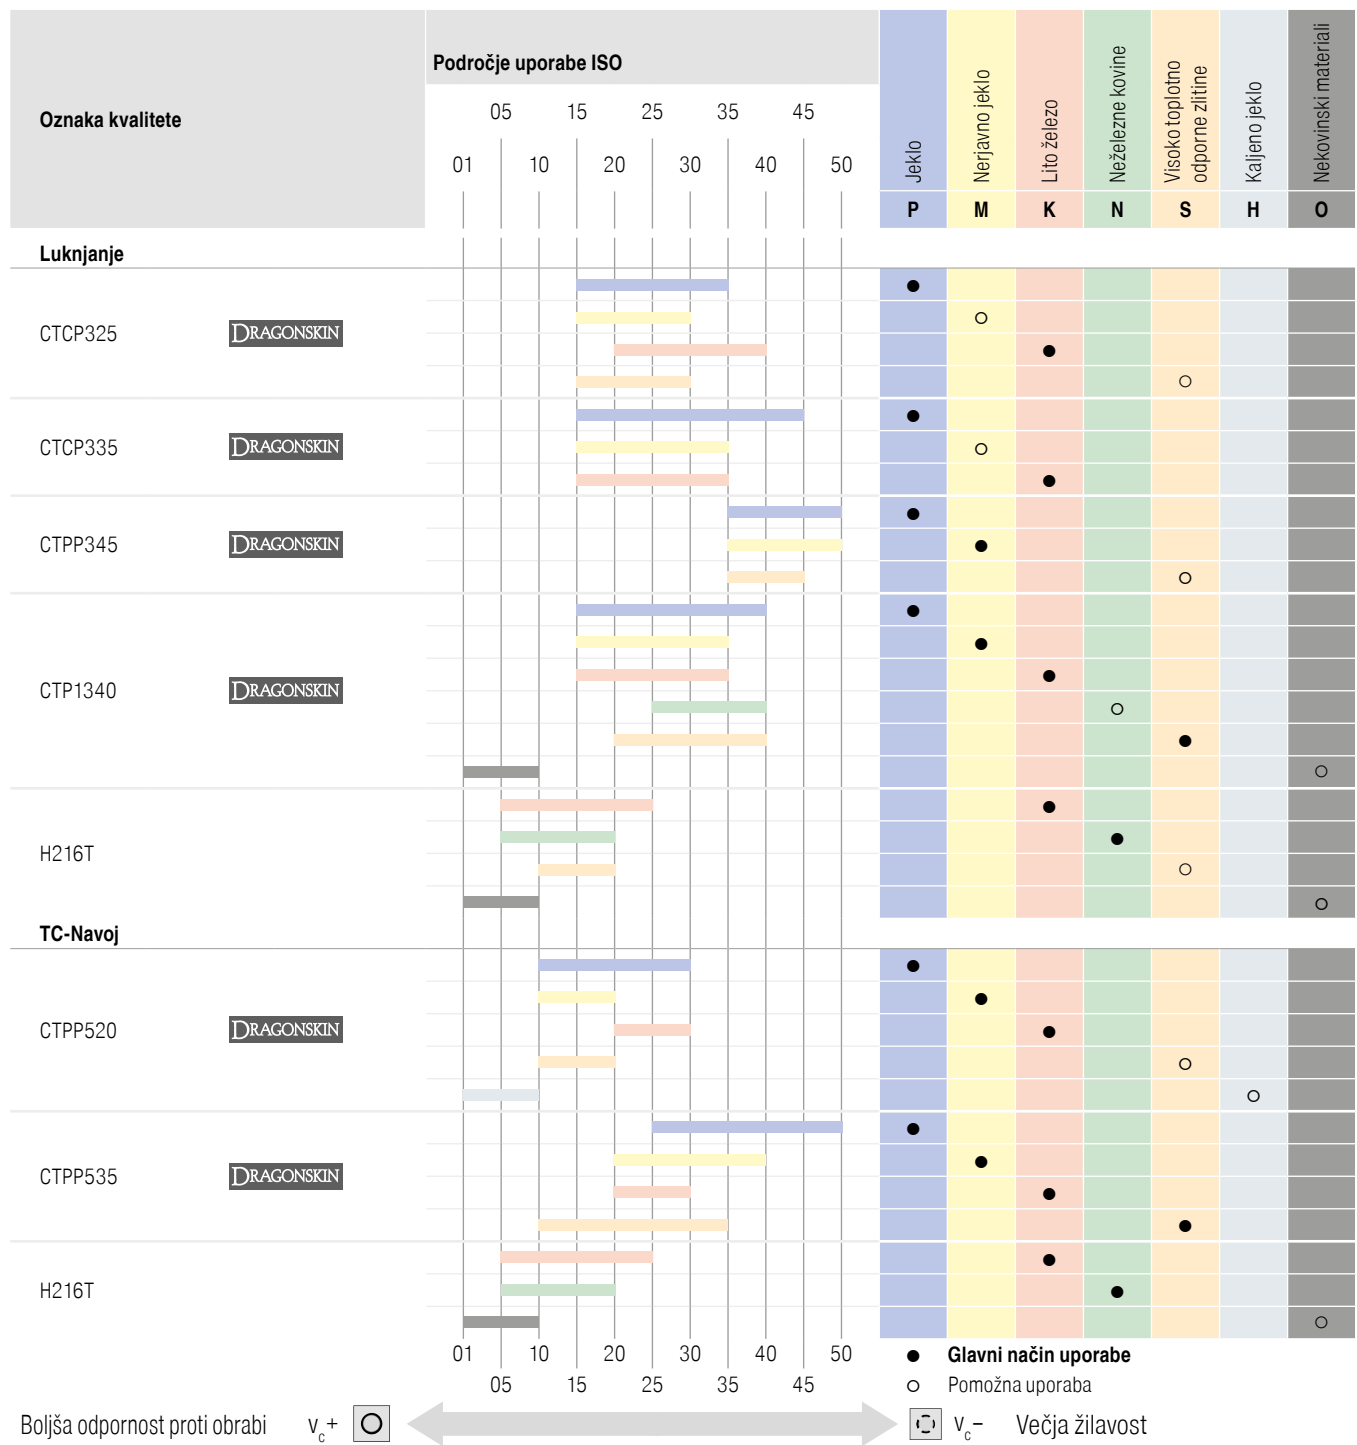 Oznaka kvalitete
Področje uporabe ISO
05 15 25 35 45
01 10 20 30 40 50
Jeklo
Nerjavno jeklo
Lito železo
Neželezne kovine
Visoko toplotno
odporne zlitine
Kaljeno jeklo
Nekovinski materiali
P M K N S H O
Luknjanje
CTCP325 DRAGONSKIN
CTCP335 DRAGONSKIN
CTPP345 DRAGONSKIN
CTP1340 DRAGONSKIN
H216T
TC-Navoj
CTPP520 DRAGONSKIN
CTPP535 DRAGONSKIN
H216T
01 10 20 30 40 50
05 15 25 35 45
● Glavni način uporabe
○ Pomožna uporaba
Boljša odpornost proti obrabi vc+
vc– Večja žilavost